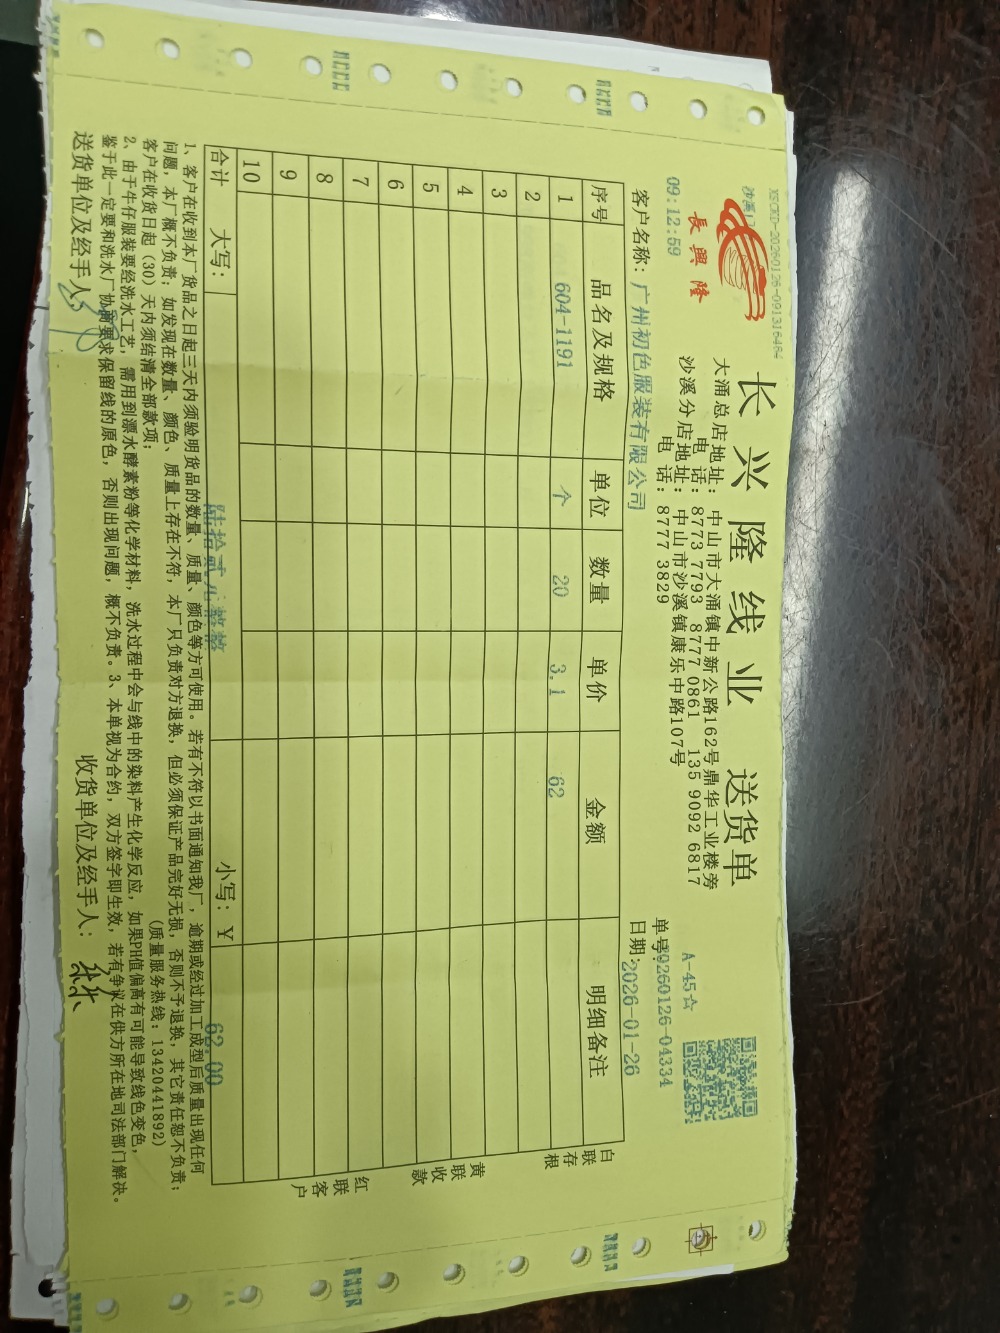 XSCKD-20260126-091316484
沙溪
09:12:59
長興隆
长兴隆线业 送货单
大涌总店地址：中山市大涌镇中新公路162号鼎华工业楼旁
电 话：8773 7793 8777 0861 135 9092 6817
沙溪分店地址：中山市沙溪镇康乐中路107号
电 话：8777 3829
A-45☆
单号:20260126-04334
客户名称：广州初色服装有限公司
日期：2026-01-26
序号 品名及规格 单位 数量 单价 金额 明细备注
1 604-1191 个 20 3.1 62
2
3
4
5
6
7
8
9
10
合计 大写： 陆拾贰元整 小写：￥ 62.00
白联存根
黄联收款
红联客户
1、客户在收到本厂货品之日起三天内须验明货品的数量、质量、颜色等方可使用。若有不符以书面通知我厂，逾期或经过加工成型后质量出现任何
问题，本厂概不负责；如发现在数量、颜色、质量上存在不符，本厂只负责对方退换，但必须保证产品完好无损，否则不予退换，其它责任恕不负责；
客户在收货日起（30）天内须结清全部款项； （质量服务热线：13420441892）
2、由于牛仔服装要经洗水工艺，需用到漂水酵素粉等化学材料，洗水过程中会与线中的染料产生化学反应，如果PH值偏高有可能导致线色变色，
鉴于此一定要和洗水厂协商要求保留线的原色，否则出现问题，概不负责。3、本单视为合约，双方签字即生效，若有争议在供方所在地司法部门解决。
送货单位及经手人： 收货单位及经手人：